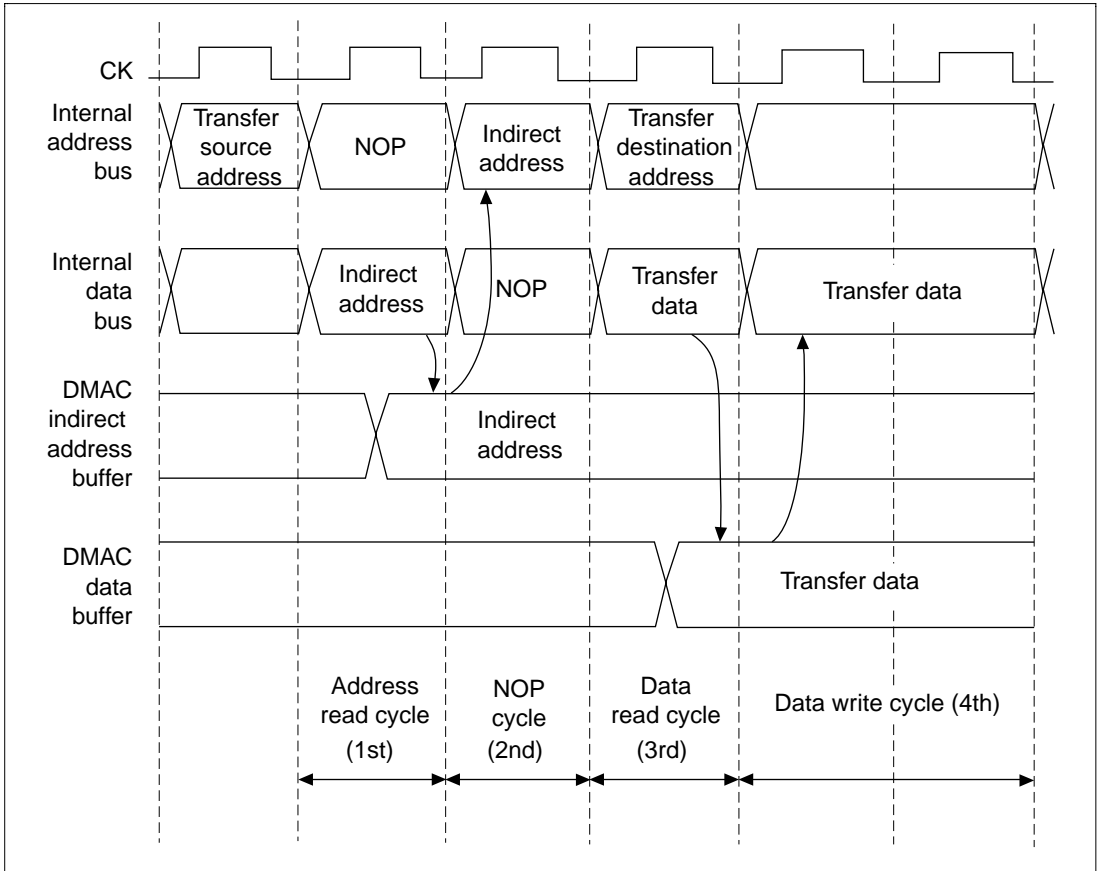 CK
Internal
address
bus
Transfer
source
address
NOP
Indirect
address
Transfer
destination
address
Internal
data
bus
Indirect
address
NOP
Transfer
data
Transfer data
DMAC
indirect
address
buffer
Indirect
address
DMAC
data
buffer
Transfer data
Address
read cycle
(1st)
NOP
cycle
(2nd)
Data
read cycle
(3rd)
Data write cycle (4th)